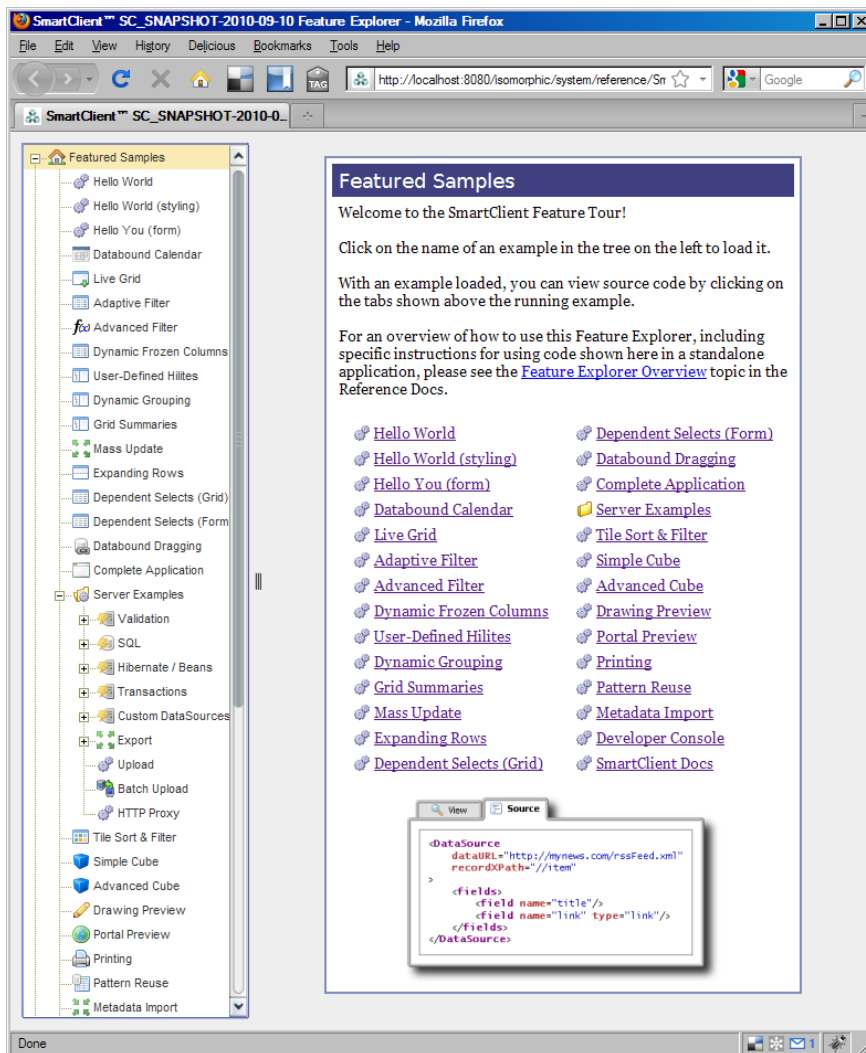 SmartClient™ SC_SNAPSHOT-2010-09-10 Feature Explorer - Mozilla Firefox
File Edit View History Delicious Bookmarks Tools Help
TAG
http://localhost:8080/isomorphic/system/reference/Sm
Google
SmartClient™ SC_SNAPSHOT-2010-0...
Featured Samples
Hello World
Hello World (styling)
Hello You (form)
Databound Calendar
Live Grid
Adaptive Filter
f(x) Advanced Filter
Dynamic Frozen Columns
User-Defined Hilites
Dynamic Grouping
Grid Summaries
Mass Update
Expanding Rows
Dependent Selects (Grid)
Dependent Selects (Form
Databound Dragging
Complete Application
Server Examples
Validation
SQL
Hibernate / Beans
Transactions
Custom DataSources
Export
Upload
Batch Upload
HTTP Proxy
Tile Sort & Filter
Simple Cube
Advanced Cube
Drawing Preview
Portal Preview
Printing
Pattern Reuse
Metadata Import
Featured Samples
Welcome to the SmartClient Feature Tour!
Click on the name of an example in the tree on the left to load it.
With an example loaded, you can view source code by clicking on
the tabs shown above the running example.
For an overview of how to use this Feature Explorer, including
specific instructions for using code shown here in a standalone
application, please see the Feature Explorer Overview topic in the
Reference Docs.
Hello World
Hello World (styling)
Hello You (form)
Databound Calendar
Live Grid
Adaptive Filter
Advanced Filter
Dynamic Frozen Columns
User-Defined Hilites
Dynamic Grouping
Grid Summaries
Mass Update
Expanding Rows
Dependent Selects (Grid)
Dependent Selects (Form)
Databound Dragging
Complete Application
Server Examples
Tile Sort & Filter
Simple Cube
Advanced Cube
Drawing Preview
Portal Preview
Printing
Pattern Reuse
Metadata Import
Developer Console
SmartClient Docs
View Source
<DataSource
dataURL="http://mynews.com/rssFeed.xml"
recordXPath="//item"
>
<fields>
<field name="title"/>
<field name="link" type="link"/>
</fields>
</DataSource>
Done
1